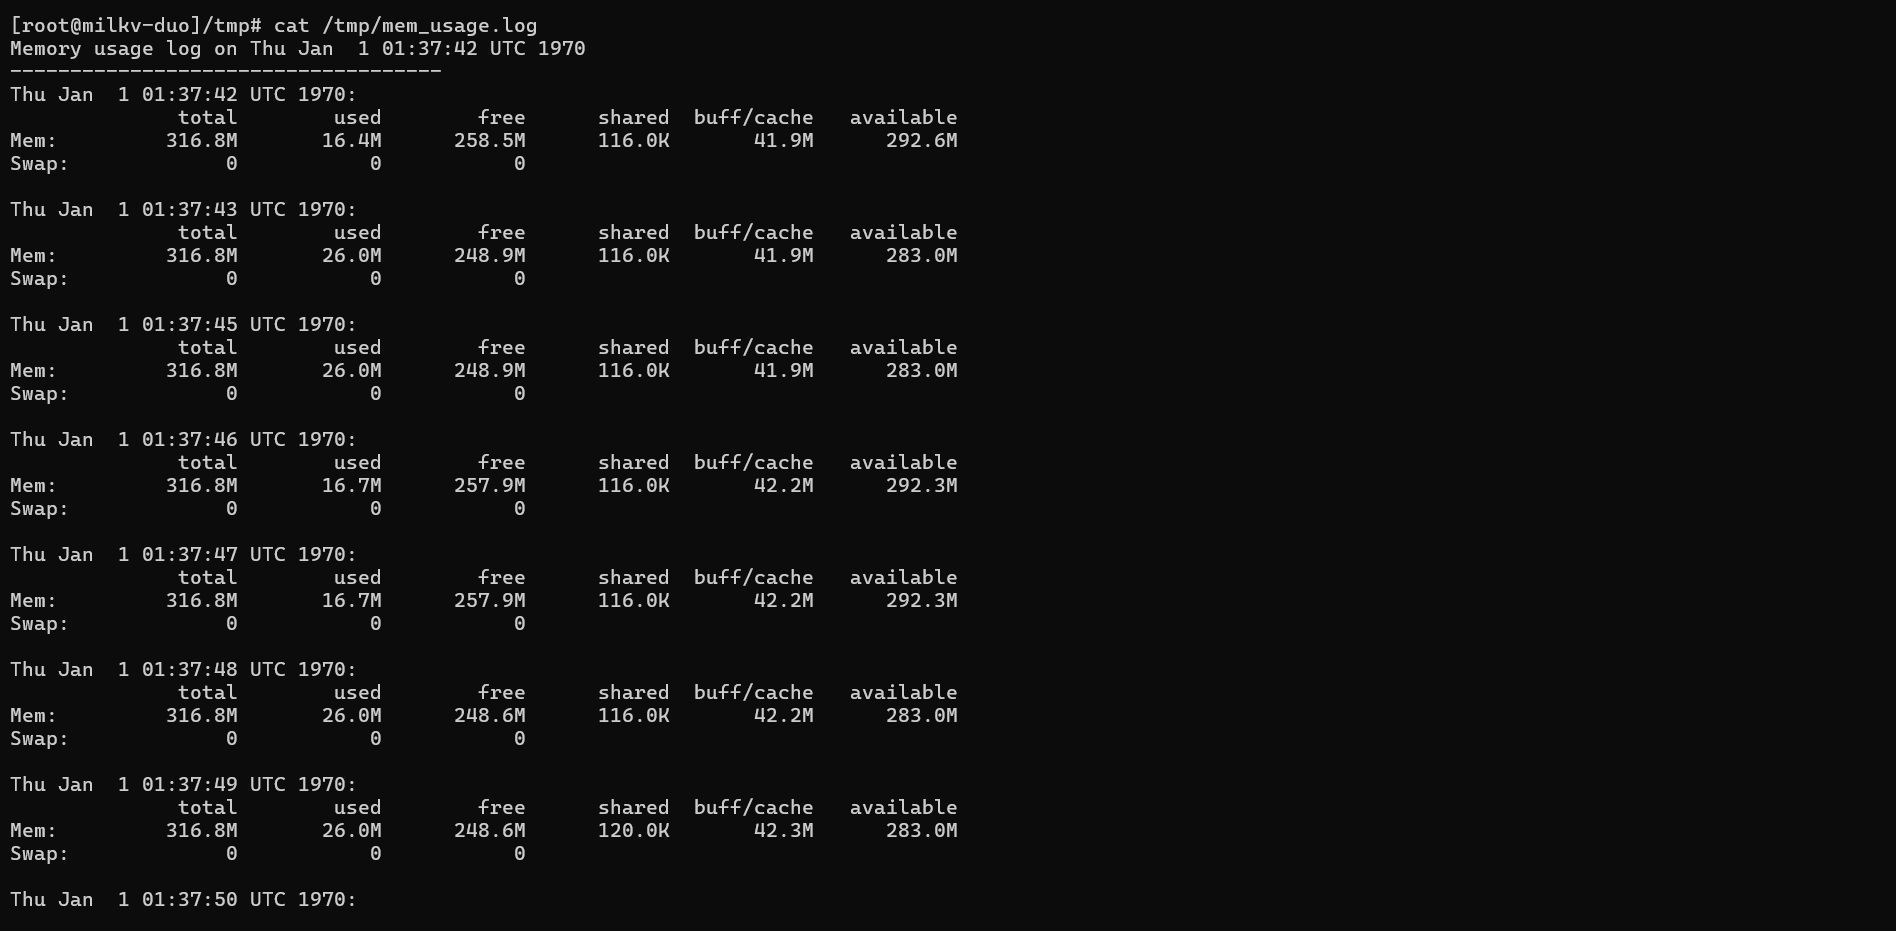 [root@milkv-duo]/tmp# cat /tmp/mem_usage.log
Memory usage log on Thu Jan  1 01:37:42 UTC 1970
------------------------------------
Thu Jan  1 01:37:42 UTC 1970:
              total        used        free      shared  buff/cache   available
Mem:         316.8M       16.4M      258.5M      116.0K       41.9M      292.6M
Swap:             0           0           0

Thu Jan  1 01:37:43 UTC 1970:
              total        used        free      shared  buff/cache   available
Mem:         316.8M       26.0M      248.9M      116.0K       41.9M      283.0M
Swap:             0           0           0

Thu Jan  1 01:37:45 UTC 1970:
              total        used        free      shared  buff/cache   available
Mem:         316.8M       26.0M      248.9M      116.0K       41.9M      283.0M
Swap:             0           0           0

Thu Jan  1 01:37:46 UTC 1970:
              total        used        free      shared  buff/cache   available
Mem:         316.8M       16.7M      257.9M      116.0K       42.2M      292.3M
Swap:             0           0           0

Thu Jan  1 01:37:47 UTC 1970:
              total        used        free      shared  buff/cache   available
Mem:         316.8M       16.7M      257.9M      116.0K       42.2M      292.3M
Swap:             0           0           0

Thu Jan  1 01:37:48 UTC 1970:
              total        used        free      shared  buff/cache   available
Mem:         316.8M       26.0M      248.6M      116.0K       42.2M      283.0M
Swap:             0           0           0

Thu Jan  1 01:37:49 UTC 1970:
              total        used        free      shared  buff/cache   available
Mem:         316.8M       26.0M      248.6M      120.0K       42.3M      283.0M
Swap:             0           0           0

Thu Jan  1 01:37:50 UTC 1970: